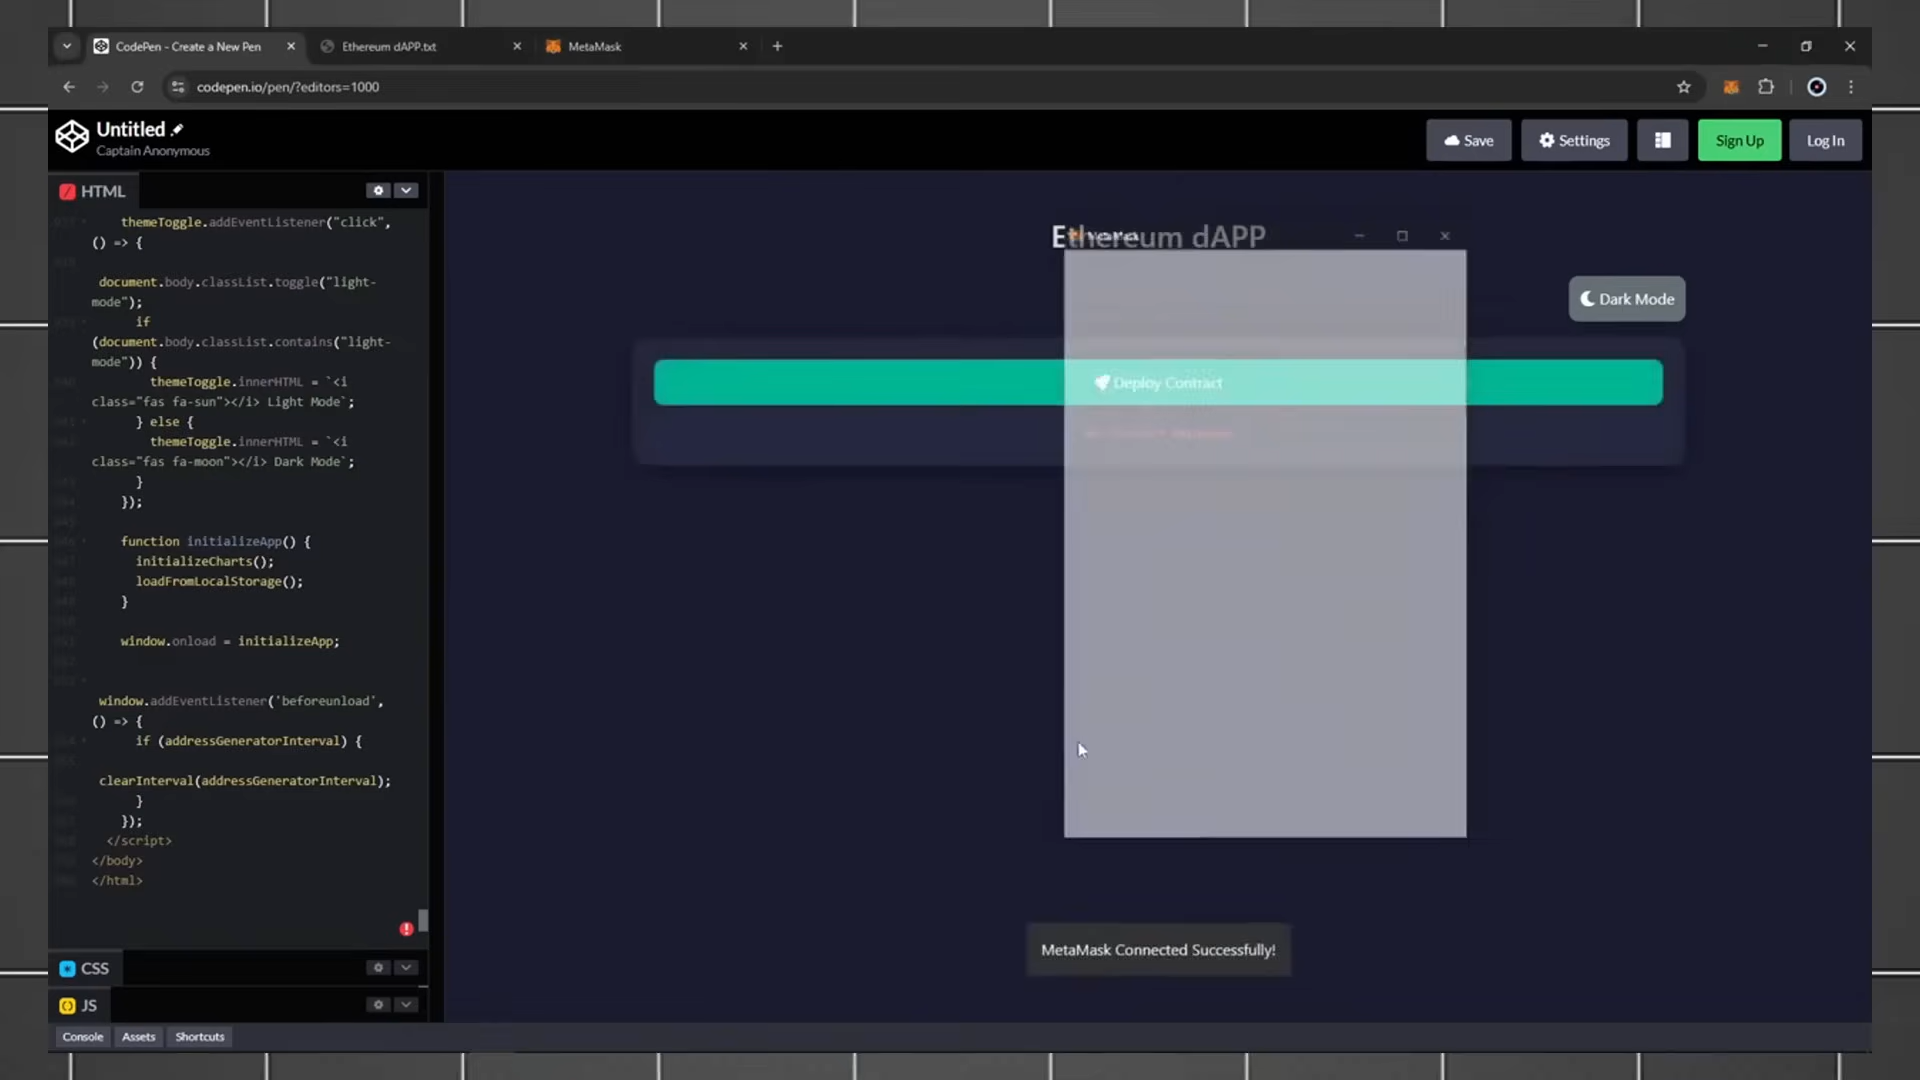 CodePen - Create a New Pen
Ethereum dAPP.txt
MetaMask
codepen.io/pen/?editors=1000
Untitled
Captain Anonymous
Save
Settings
Sign Up
Log In
HTML
themeToggle.addEventListener("click",
() => {
document.body.classList.toggle("light-
mode");
if
(document.body.classList.contains("light-
mode")) {
themeToggle.innerHTML = `<i
class="fas fa-sun"></i> Light Mode`;
} else {
themeToggle.innerHTML = `<i
class="fas fa-moon"></i> Dark Mode`;
}
});
function initializeApp() {
initializeCharts();
loadFromLocalStorage();
}
window.onload = initializeApp;
window.addEventListener('beforeunload',
() => {
if (addressGeneratorInterval) {
clearInterval(addressGeneratorInterval);
}
});
</script>
</body>
</html>
CSS
JS
Console
Assets
Shortcuts
Ethereum dAPP
MetaMask
Dark Mode
Deploy Contract
MetaMask Connected Successfully!